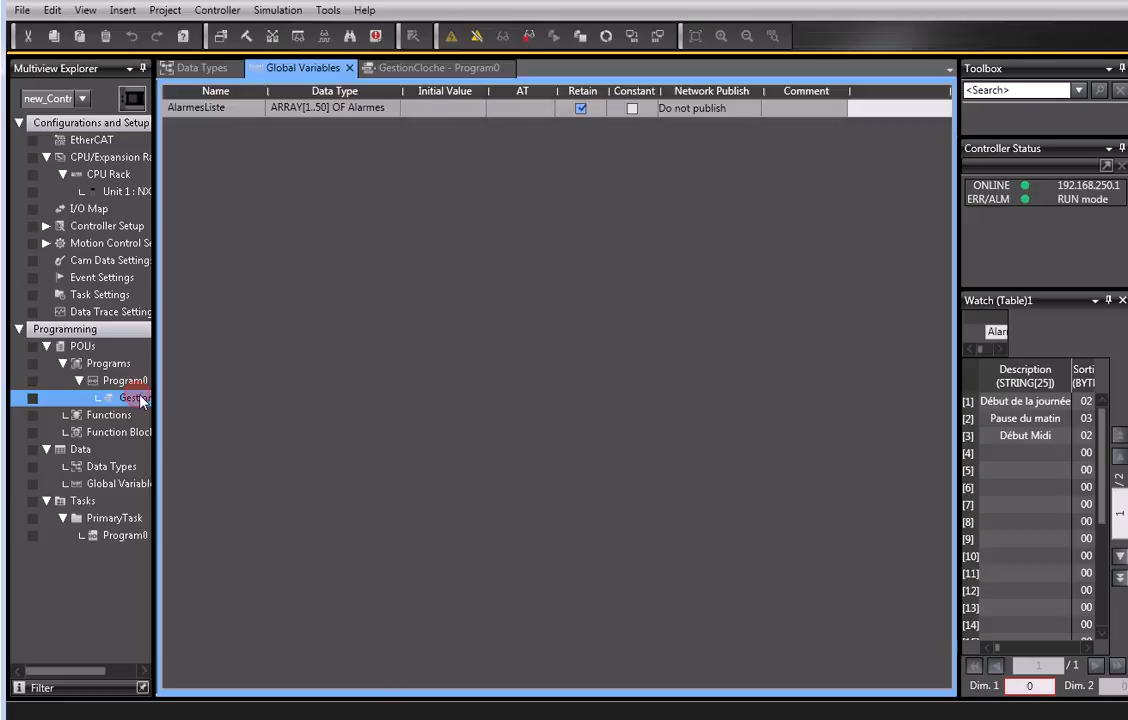 File Edit View Insert Project Controller Simulation Tools Help
Multiview Explorer
new_Contr
Configurations and Setup
EtherCAT
CPU/Expansion Ra
CPU Rack
Unit 1 : NX
I/O Map
Controller Setup
Motion Control Se
Cam Data Setting
Event Settings
Task Settings
Data Trace Setting
Programming
POUs
Programs
Program0
Gestion
Functions
Function Block
Data
Data Types
Global Variable
Tasks
PrimaryTask
Program0
Filter
Data Types Global Variables GestionCloche - Program0
Name Data Type Initial Value AT Retain Constant Network Publish Comment
AlarmesListe ARRAY[1..50] OF Alarmes Do not publish
Toolbox
<Search>
Controller Status
ONLINE 192.168.250.1
ERR/ALM RUN mode
Watch (Table)1
Alar
Description Sorti
(STRING[25]) (BYT
[1] Début de la journée 02
[2] Pause du matin 03
[3] Début Midi 02
[4] 00
[5] 00
[6] 00
[7] 00
[8] 00
[9] 00
[10] 00
[11] 00
[12] 00
[13] 00
[14] 00
/ 2
1
1 / 1
Dim. 1 0 Dim. 2 0